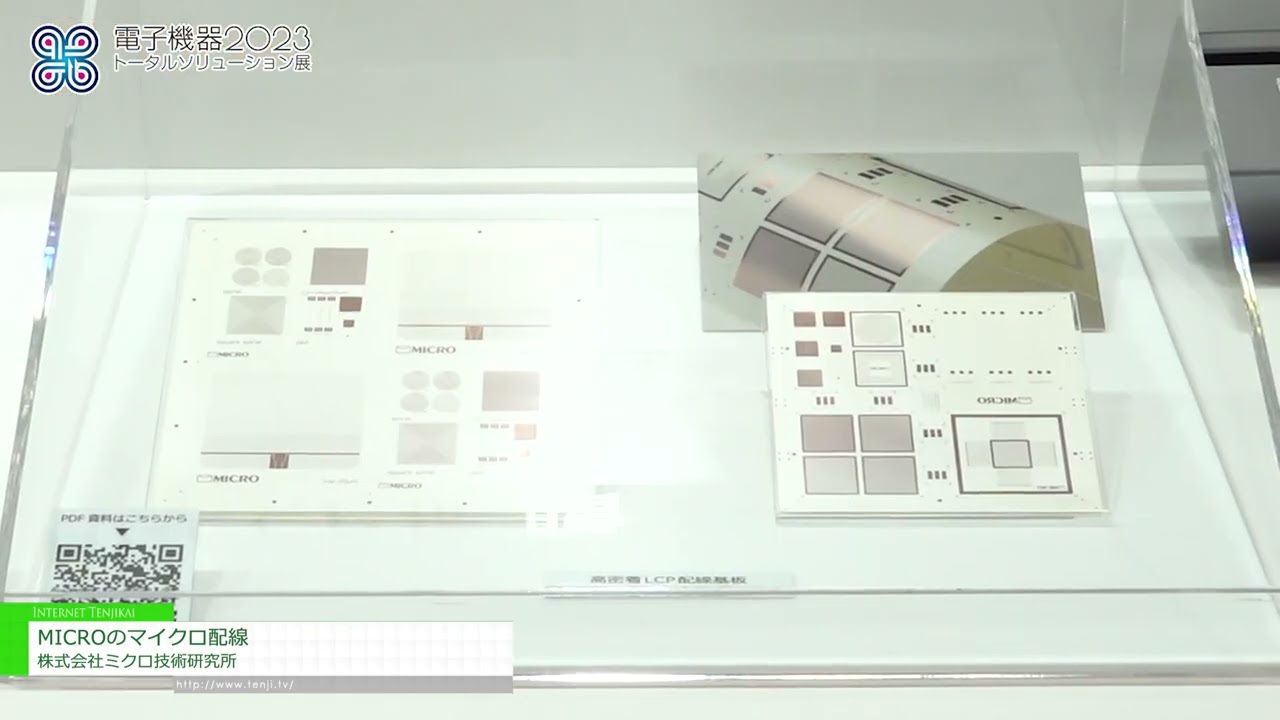 電子機器2023
トータルソリューション展
MICRO
MICRO
MICRO
MICRO
MICRO
PDF 資料はこちらから
高密着 LCP 配線基板
INTERNET TENJIKAI
MICROのマイクロ配線
株式会社ミクロ技術研究所
http://www.tenji.tv/